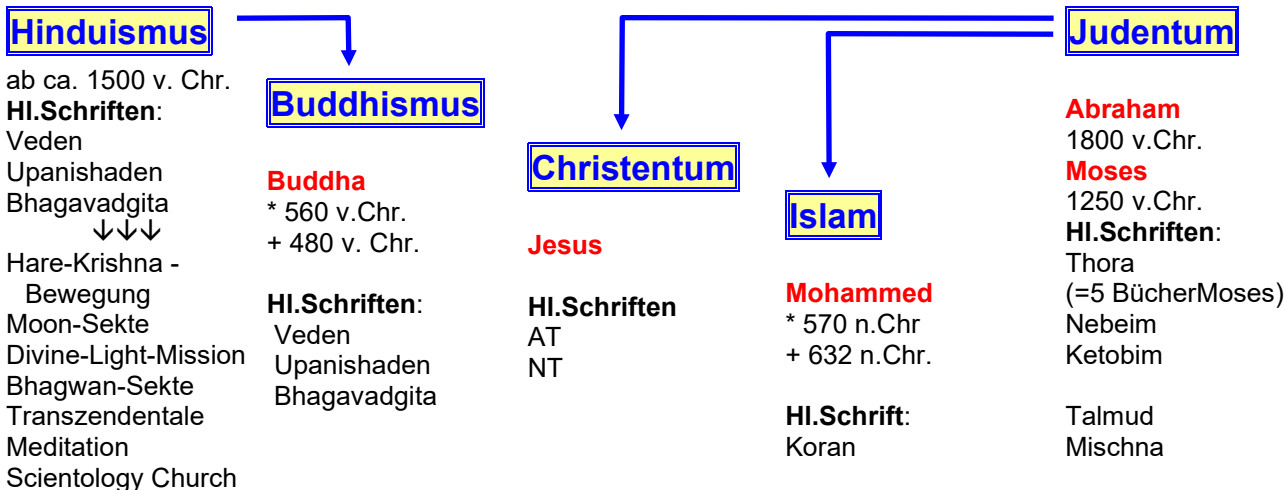 Hinduismus
ab ca. 1500 v. Chr.
Hl.Schriften:
Veden
Upanishaden
Bhagavadgita
↓↓↓
Hare-Krishna -
Bewegung
Moon-Sekte
Divine-Light-Mission
Bhagwan-Sekte
Transzendentale
Meditation
Scientology Church
Buddhismus
Buddha
* 560 v.Chr.
+ 480 v. Chr.
Hl.Schriften:
Veden
Upanishaden
Bhagavadgita
Christentum
Jesus
Hl.Schriften
AT
NT
Islam
Mohammed
* 570 n.Chr
+ 632 n.Chr.
Hl.Schrift:
Koran
Judentum
Abraham
1800 v.Chr.
Moses
1250 v.Chr.
Hl.Schriften:
Thora
(=5 BücherMoses)
Nebeim
Ketobim
Talmud
Mischna